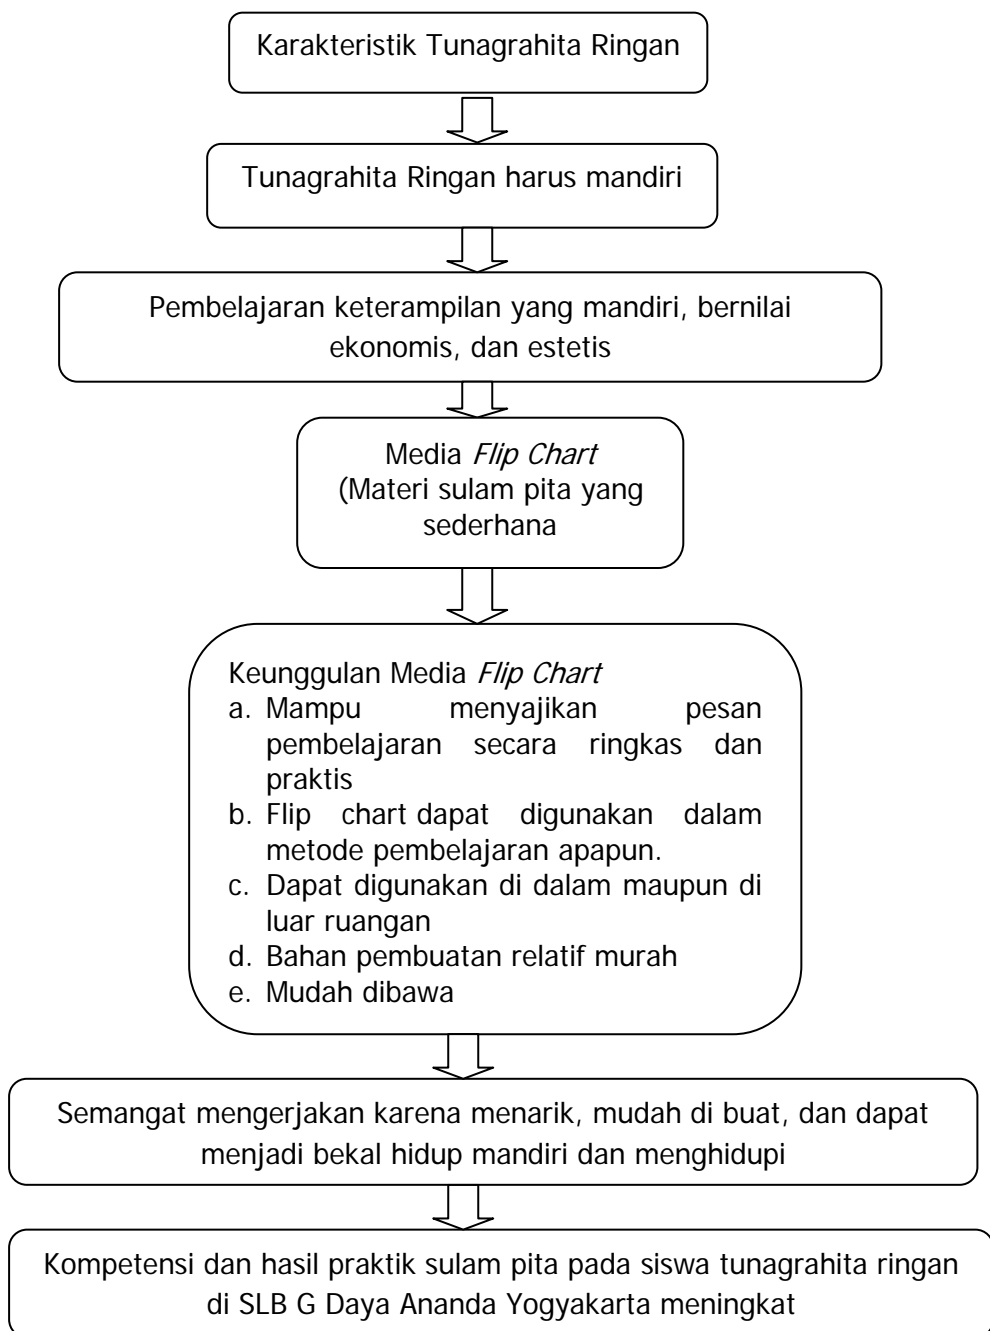 Karakteristik Tunagrahita Ringan
Tunagrahita Ringan harus mandiri
Pembelajaran keterampilan yang mandiri, bernilai
ekonomis, dan estetis
Media Flip Chart
(Materi sulam pita yang
sederhana
Keunggulan Media Flip Chart
a. Mampu menyajikan pesan
pembelajaran secara ringkas dan
praktis
b. Flip chart dapat digunakan dalam
metode pembelajaran apapun.
c. Dapat digunakan di dalam maupun di
luar ruangan
d. Bahan pembuatan relatif murah
e. Mudah dibawa
Semangat mengerjakan karena menarik, mudah di buat, dan dapat
menjadi bekal hidup mandiri dan menghidupi
Kompetensi dan hasil praktik sulam pita pada siswa tunagrahita ringan
di SLB G Daya Ananda Yogyakarta meningkat